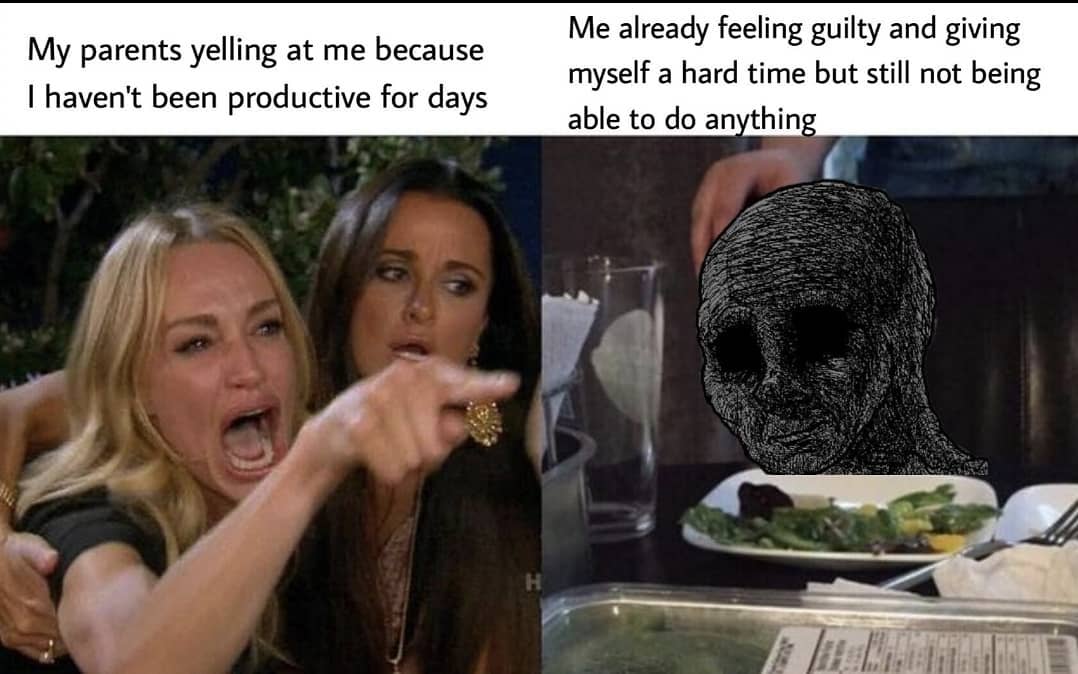 My parents yelling at me because
I haven't been productive for days
Me already feeling guilty and giving
myself a hard time but still not being
able to do anything
H